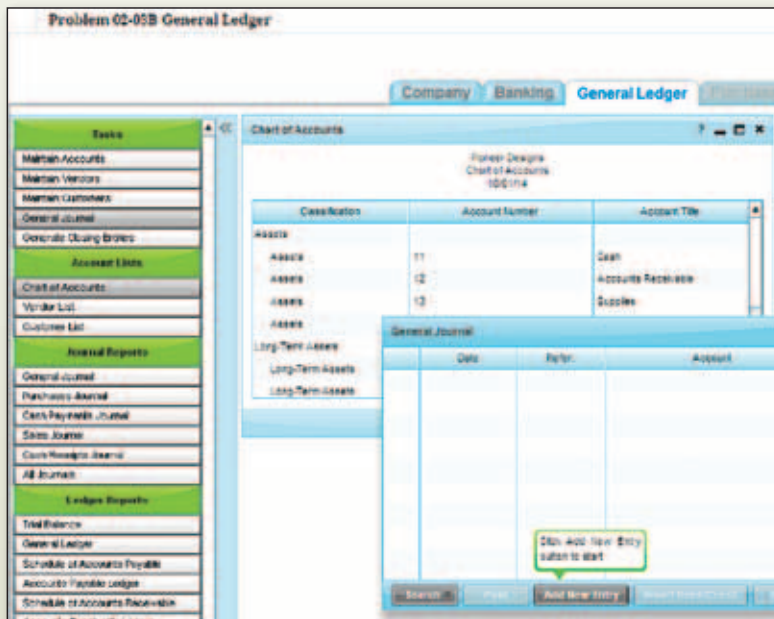 Problem 02-03B General Ledger
Company
Banking
General Ledger
Tasks
Maintain Accounts
Maintain Vendors
Maintain Customers
General Journal
Generate Closing Entries
Account Lists
Chart of Accounts
Vendor List
Customer List
Journal Reports
General Journal
Purchases Journal
Cash Payments Journal
Sales Journal
Cash Receipts Journal
All Journals
Ledger Reports
Trial Balance
General Ledger
Schedule of Accounts Payable
Accounts Payable Ledger
Schedule of Accounts Receivable
Chart of Accounts
Pioneer Designs
Chart of Accounts
Classification Account Number Account Title
Assets
Assets 11 Cash
Assets 12 Accounts Receivable
Assets 13 Supplies
Assets
Long-Term Assets
Long-Term Assets
Long-Term Assets
General Journal
Date Refer. Account
Click Add New Entry
button to start
Search Post Add New Entry